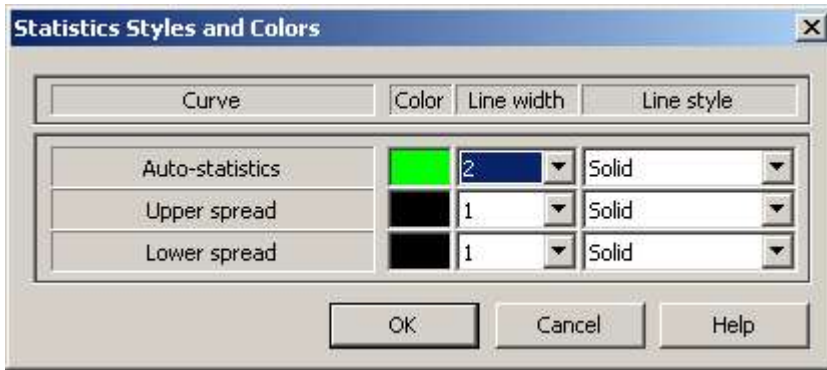 Statistics Styles and Colors
Curve Color Line width Line style
Auto-statistics 2 Solid
Upper spread 1 Solid
Lower spread 1 Solid
OK Cancel Help